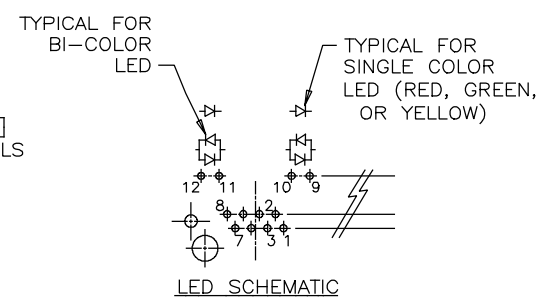 TYPICAL FOR
BI-COLOR
LED
TYPICAL FOR
SINGLE COLOR
LED (RED, GREEN,
OR YELLOW)
]
LS
12 11 10 9
8 2
7 3 1
LED SCHEMATIC